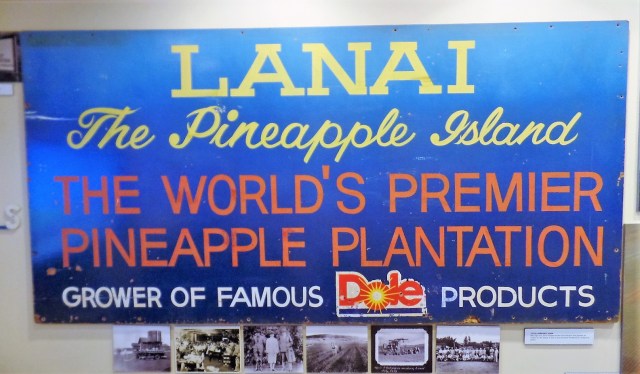 LANAI
The Pineapple Island
THE WORLD'S PREMIER
PINEAPPLE PLANTATION
GROWER OF FAMOUS Dole PRODUCTS